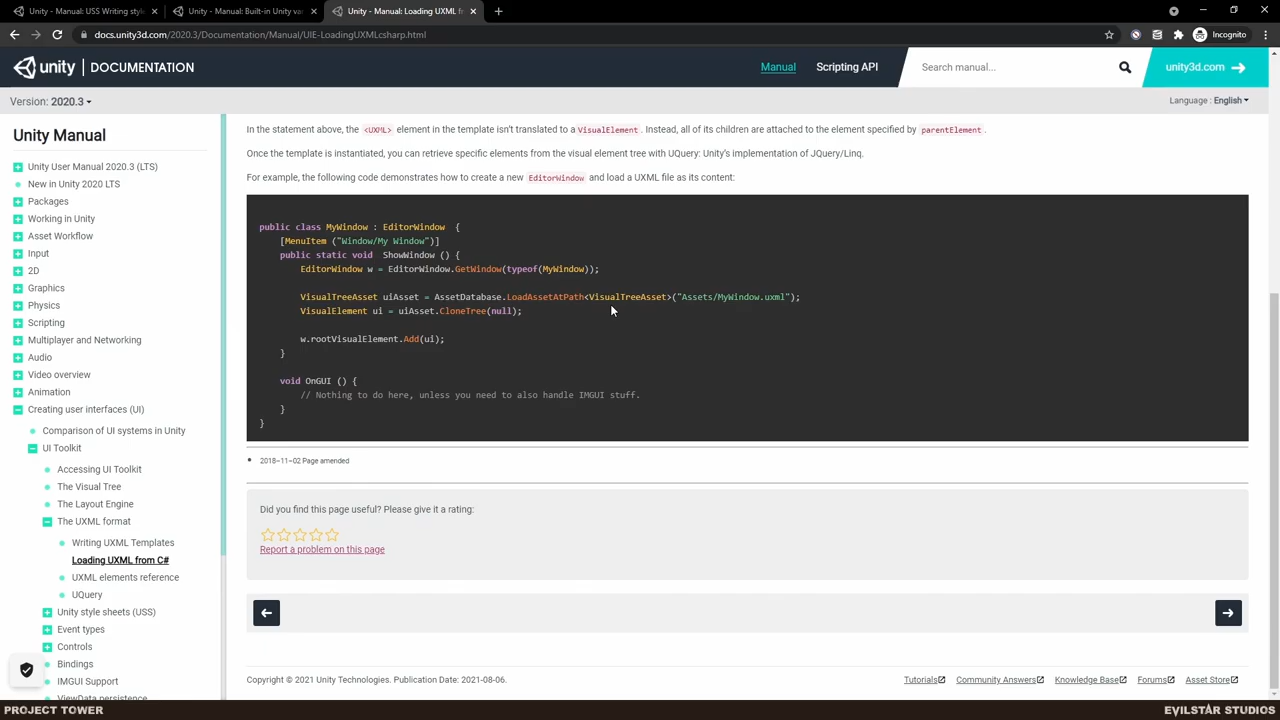 Unity - Manual: USS Writing style
Unity - Manual: Built-in Unity va
Unity - Manual: Loading UXML fr
docs.unity3d.com/2020.3/Documentation/Manual/UIE-LoadingUXMLcsharp.html
Incognito
unity | DOCUMENTATION
Manual
Scripting API
Search manual...
unity3d.com
Version: 2020.3
Language : English
Unity Manual
Unity User Manual 2020.3 (LTS)
New in Unity 2020 LTS
Packages
Working in Unity
Asset Workflow
Input
2D
Graphics
Physics
Scripting
Multiplayer and Networking
Audio
Video overview
Animation
Creating user interfaces (UI)
Comparison of UI systems in Unity
UI Toolkit
Accessing UI Toolkit
The Visual Tree
The Layout Engine
The UXML format
Writing UXML Templates
Loading UXML from C#
UXML elements reference
UQuery
Unity style sheets (USS)
Event types
Controls
Bindings
IMGUI Support
ViewData persistence
In the statement above, the <UXML> element in the template isn't translated to a VisualElement. Instead, all of its children are attached to the element specified by parentElement.
Once the template is instantiated, you can retrieve specific elements from the visual element tree with UQuery: Unity's implementation of JQuery/Linq.
For example, the following code demonstrates how to create a new EditorWindow and load a UXML file as its content:
public class MyWindow : EditorWindow  {
    [MenuItem ("Window/My Window")]
    public static void  ShowWindow () {
        EditorWindow w = EditorWindow.GetWindow(typeof(MyWindow));
        VisualTreeAsset uiAsset = AssetDatabase.LoadAssetAtPath<VisualTreeAsset>("Assets/MyWindow.uxml");
        VisualElement ui = uiAsset.CloneTree(null);
        w.rootVisualElement.Add(ui);
    }
    void OnGUI () {
        // Nothing to do here, unless you need to also handle IMGUI stuff.
    }
}
2018–11–02 Page amended
Did you find this page useful? Please give it a rating:
Report a problem on this page
Copyright © 2021 Unity Technologies. Publication Date: 2021-08-06.
Tutorials
Community Answers
Knowledge Base
Forums
Asset Store
PROJECT TOWER
EVILSTAR STUDIOS